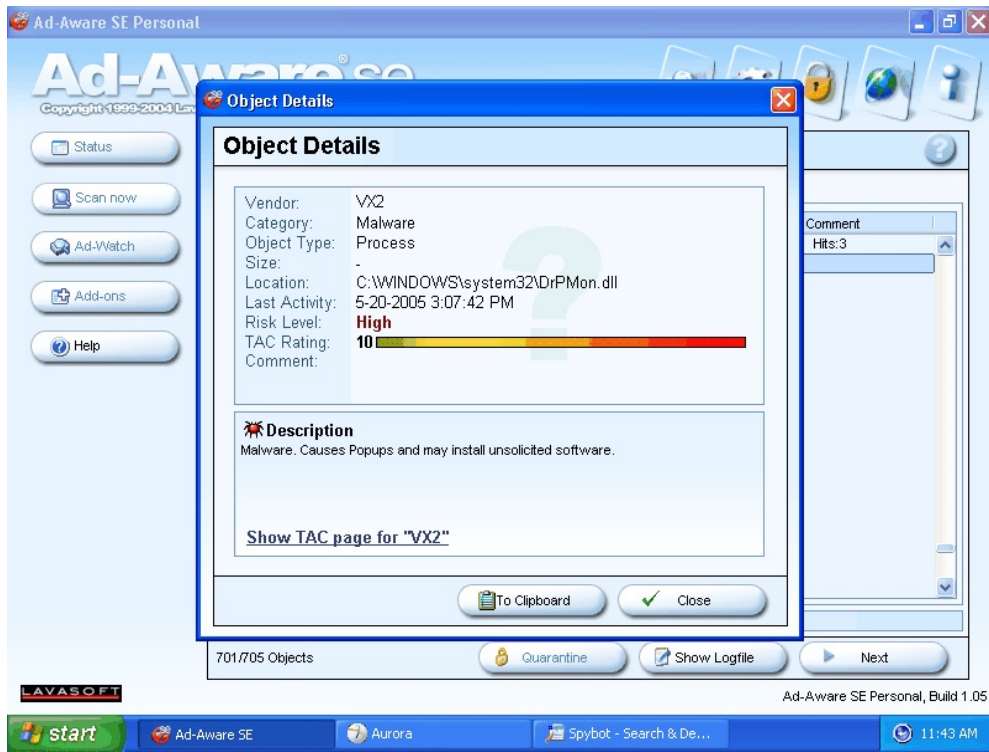 Ad-Aware SE Personal
Ad-Aware se
Copyright 1999-2004
Status
Scan now
Ad-Watch
Add-ons
Help
Comment
Hits:3
Object Details
Object Details
Vendor: VX2
Category: Malware
Object Type: Process
Size: -
Location: C:\WINDOWS\system32\DrPMon.dll
Last Activity: 5-20-2005 3:07:42 PM
Risk Level: High
TAC Rating: 10
Comment:
Description
Malware. Causes Popups and may install unsolicited software.
Show TAC page for "VX2"
To Clipboard
Close
701/705 Objects
Quarantine
Show Logfile
Next
LAVASOFT
Ad-Aware SE Personal, Build 1.05
start
Ad-Aware SE
Aurora
Spybot - Search & De...
11:43 AM